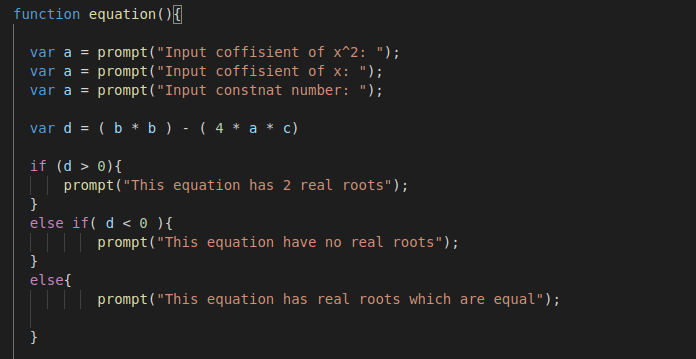 function equation(){
var a = prompt("Input coffisient of x^2: ");
var a = prompt("Input coffisient of x: ");
var a = prompt("Input constnat number: ");
var d = ( b * b ) - ( 4 * a * c)
if (d > 0){
prompt("This equation has 2 real roots");
}
else if( d < 0 ){
prompt("This equation have no real roots");
}
else{
prompt("This equation has real roots which are equal");
}